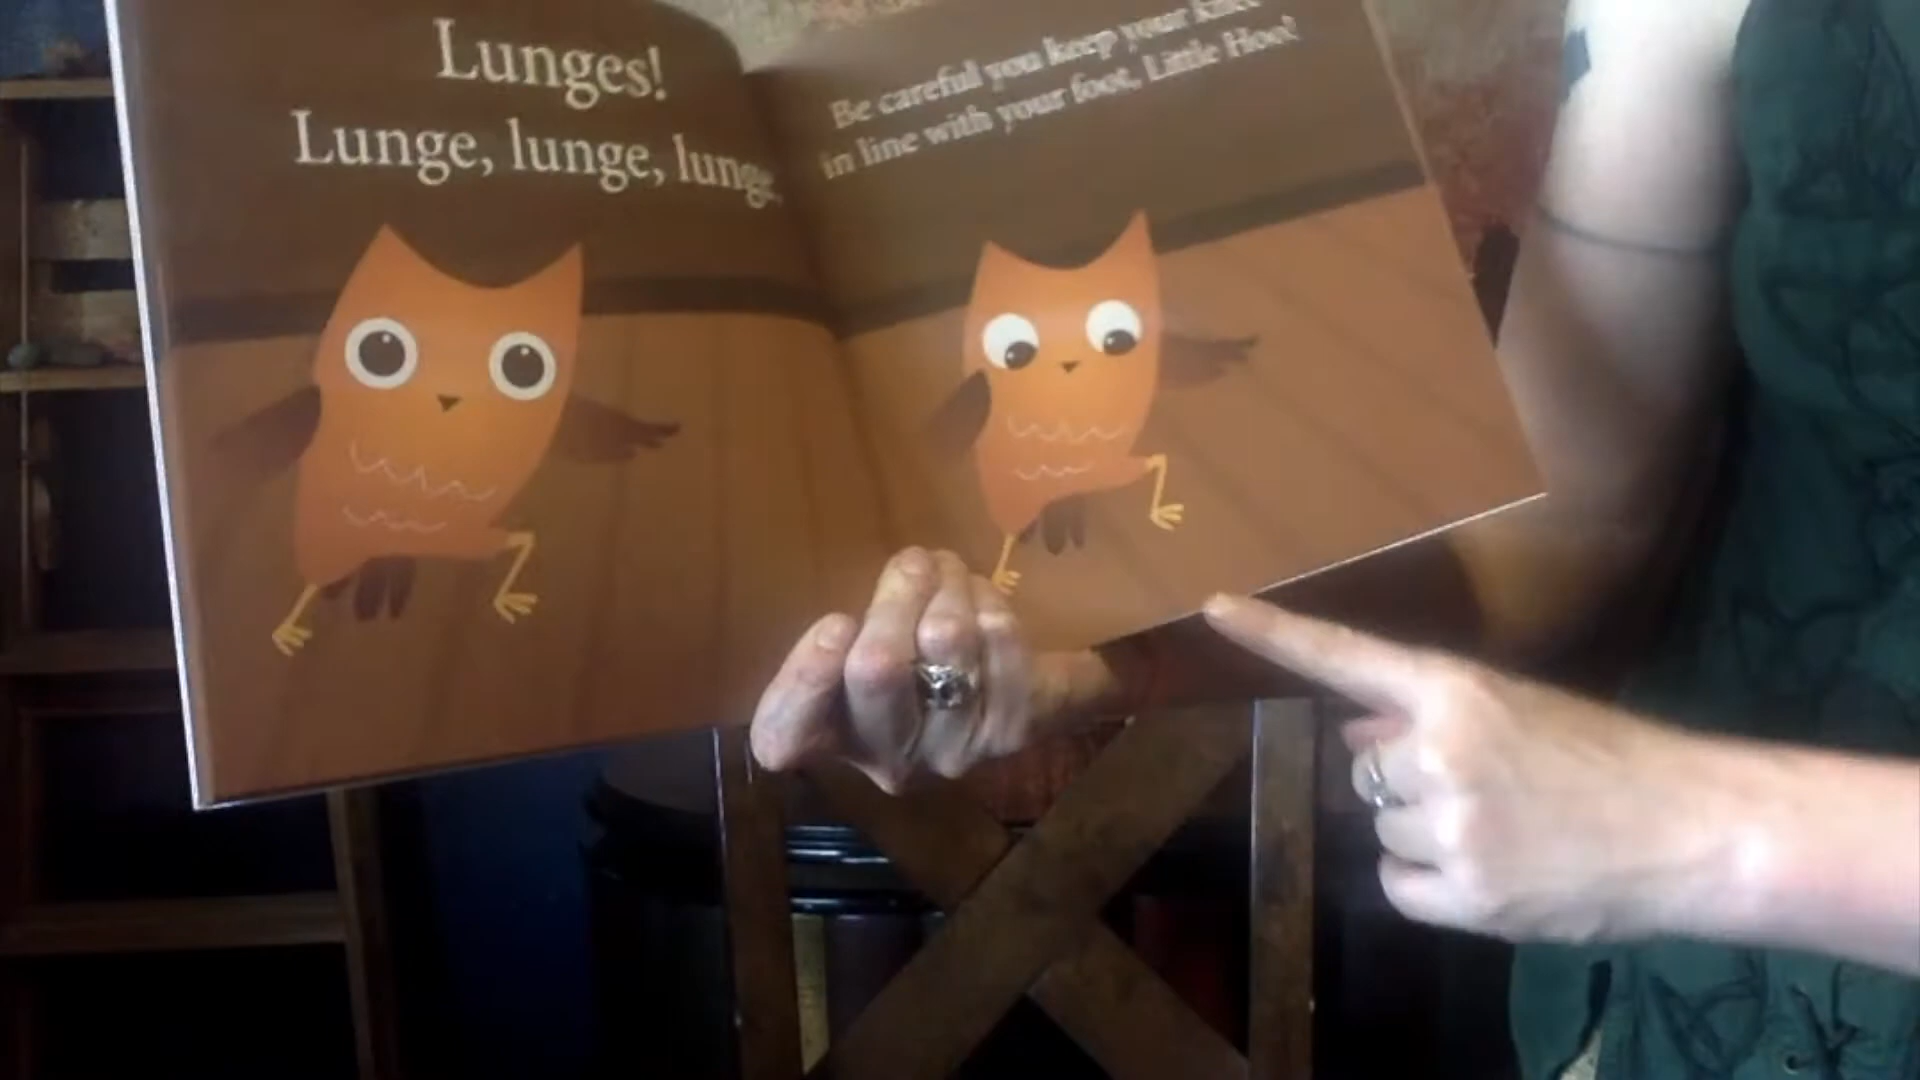 Lunges!
Lunge, lunge, lunge,
Be careful you keep your knee
in line with your foot, Little Hoo!